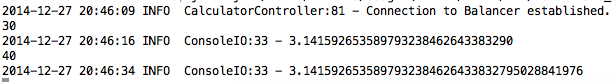 2014-12-27 20:46:09 INFO  CalculatorController:81 - Connection to Balancer established.
30
2014-12-27 20:46:16 INFO  ConsoleIO:33 - 3.141592653589793238462643383290
40
2014-12-27 20:46:34 INFO  ConsoleIO:33 - 3.1415926535897932384626433832795028841976